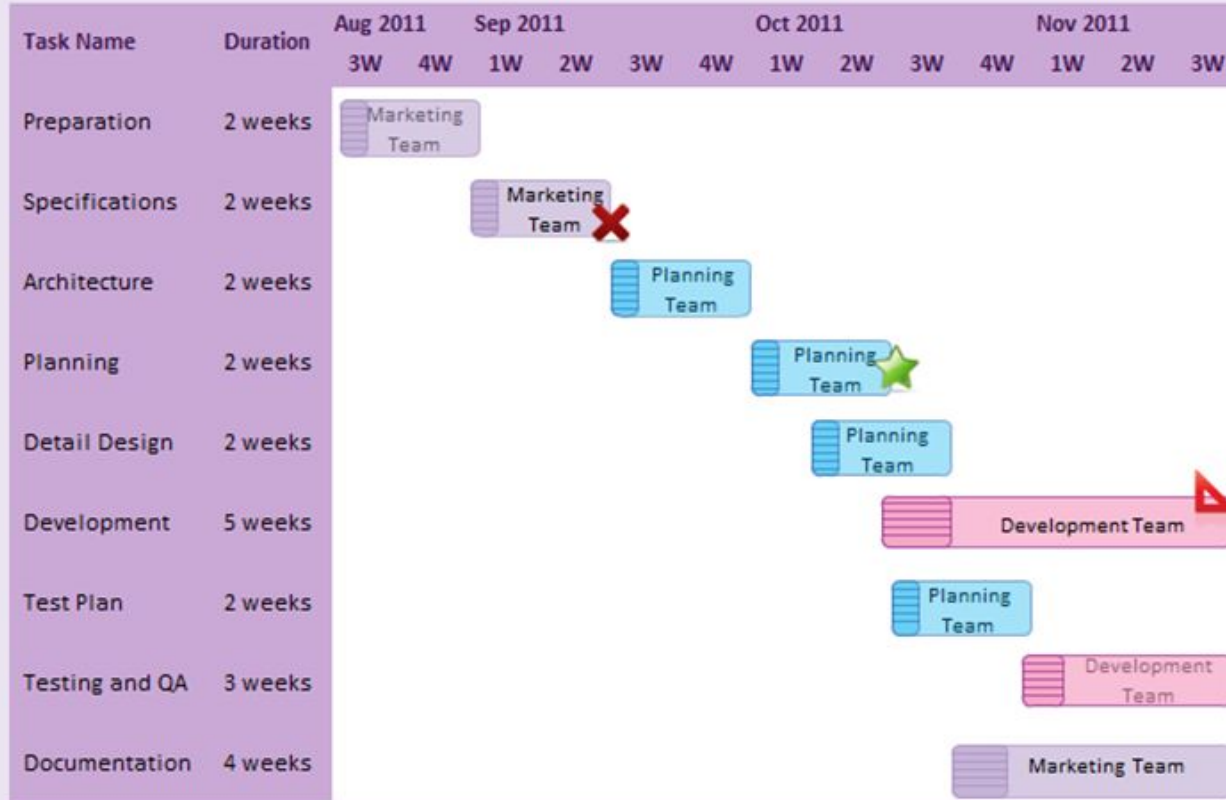 Task Name Duration Aug 2011 Sep 2011 Oct 2011 Nov 2011
3W 4W 1W 2W 3W 4W 1W 2W 3W 4W 1W 2W 3W
Preparation 2 weeks Marketing
Team
Specifications 2 weeks Marketing
Team
Architecture 2 weeks Planning
Team
Planning 2 weeks Planning
Team
Detail Design 2 weeks Planning
Team
Development 5 weeks Development Team
Test Plan 2 weeks Planning
Team
Testing and QA 3 weeks Development
Team
Documentation 4 weeks Marketing Team